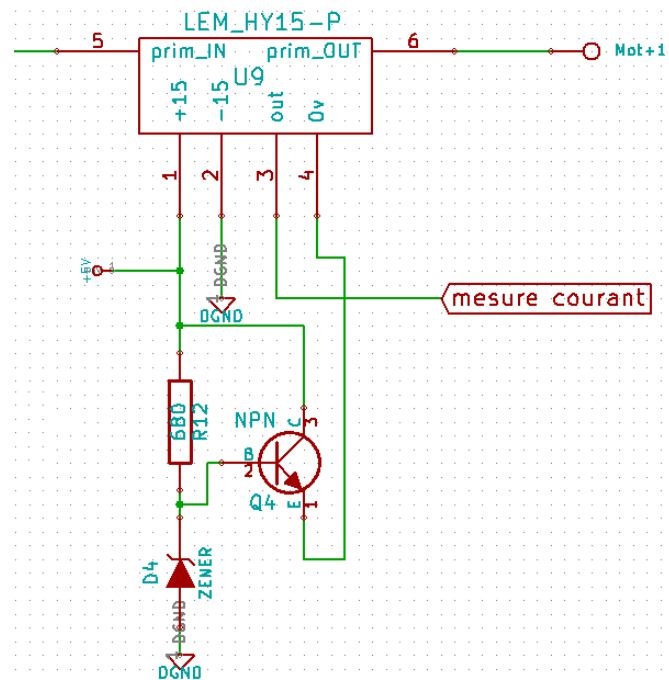 LEM_HY15-P
5
prim_IN
prim_OUT
6
Mot+1
U9
+15
-15
out
0v
1
2
3
4
+5V
1
DGND
DGND
mesure courant
680
R12
NPN
C
3
B
2
Q4
E
1
D4
ZENER
DGND
DGND